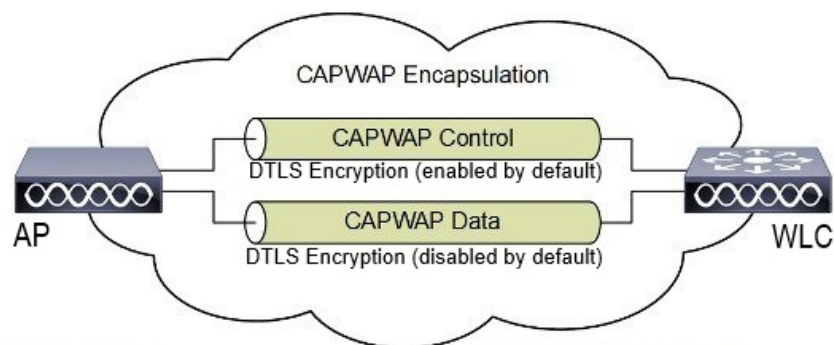 CAPWAP Encapsulation
CAPWAP Control
DTLS Encryption (enabled by default)
AP
CAPWAP Data
WLC
DTLS Encryption (disabled by default)